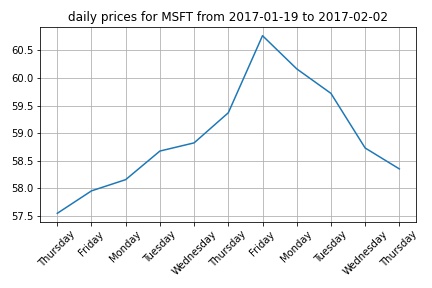 daily prices for MSFT from 2017-01-19 to 2017-02-02
60.5
60.0
59.5
59.0
58.5
58.0
57.5
Thursday
Friday
Monday
Tuesday
Wednesday
Thursday
Friday
Monday
Tuesday
Wednesday
Thursday